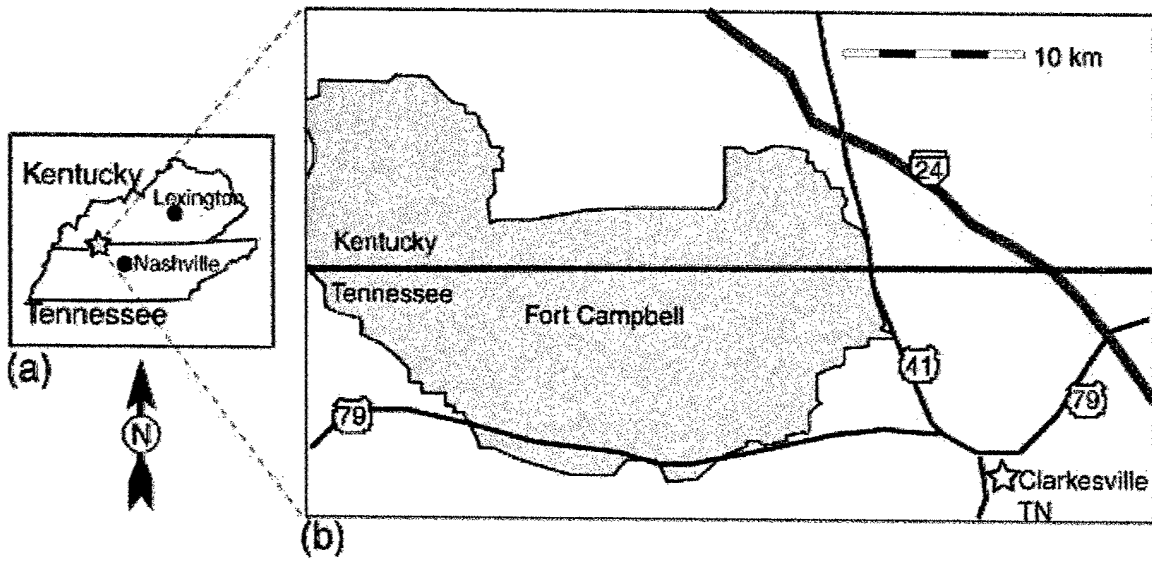 Kentucky
Lexington
Nashville
Tennessee
(a)
N
10 km
24
Kentucky
Tennessee
Fort Campbell
41
79
79
Clarkesville
TN
(b)